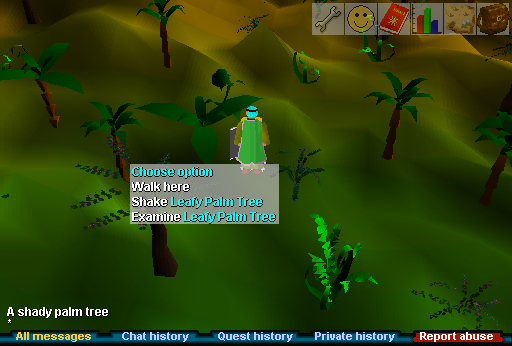 Choose option
Walk here
Shake Leafy Palm Tree
Examine Leafy Palm Tree
A shady palm tree
*
All messages
Chat history
Quest history
Private history
Report abuse